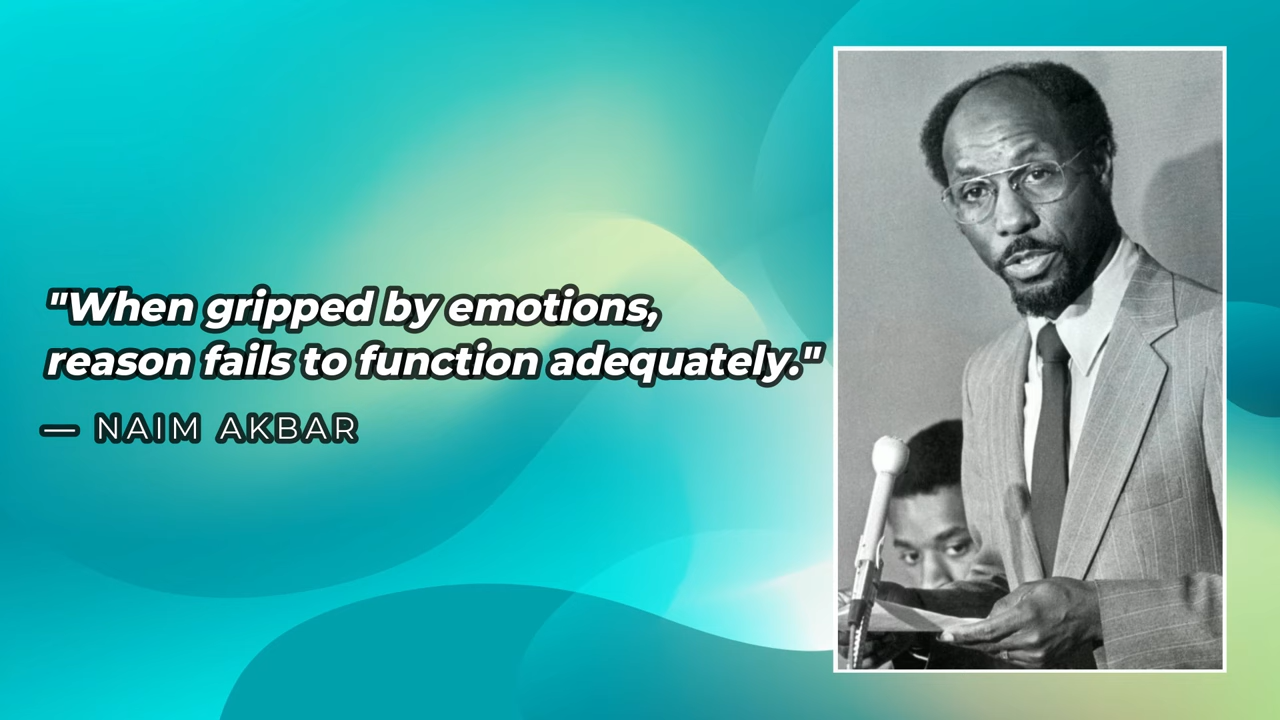 "When gripped by emotions,
reason fails to function adequately."
— NAIM AKBAR